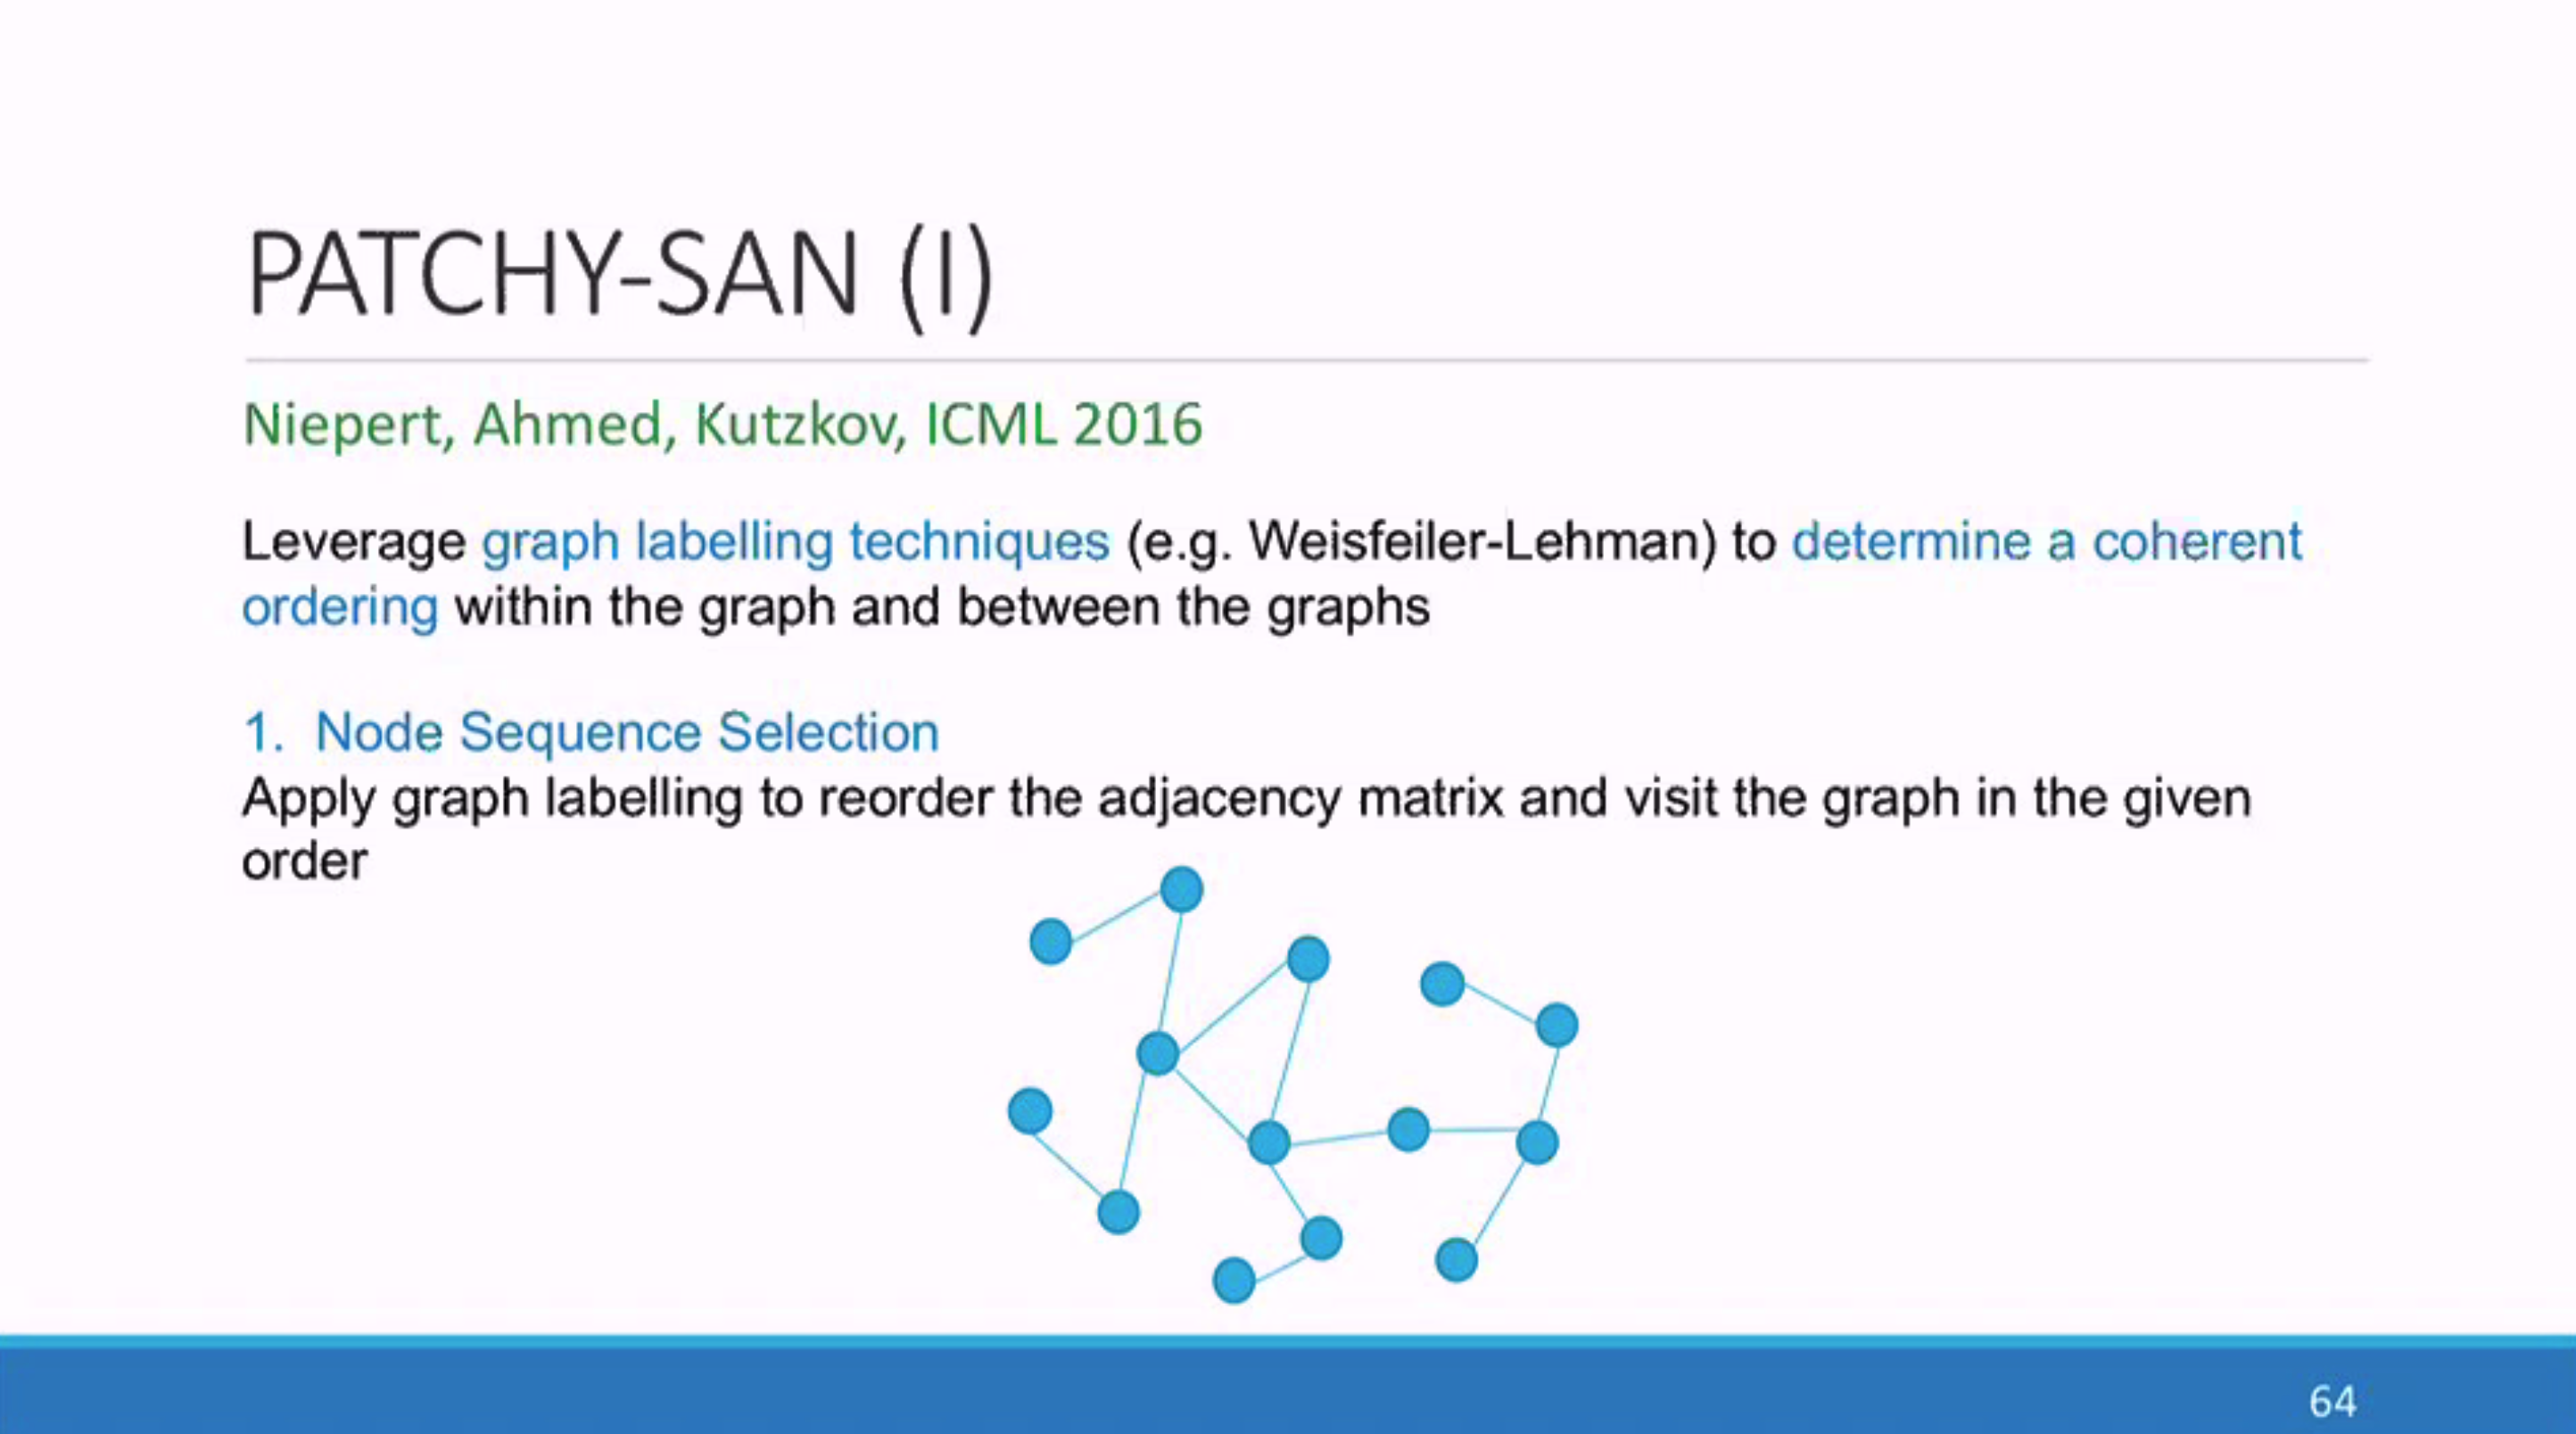 PATCHY-SAN (I)
Niepert, Ahmed, Kutzkov, ICML 2016
Leverage graph labelling techniques (e.g. Weisfeiler-Lehman) to determine a coherent
ordering within the graph and between the graphs
1. Node Sequence Selection
Apply graph labelling to reorder the adjacency matrix and visit the graph in the given
order
64